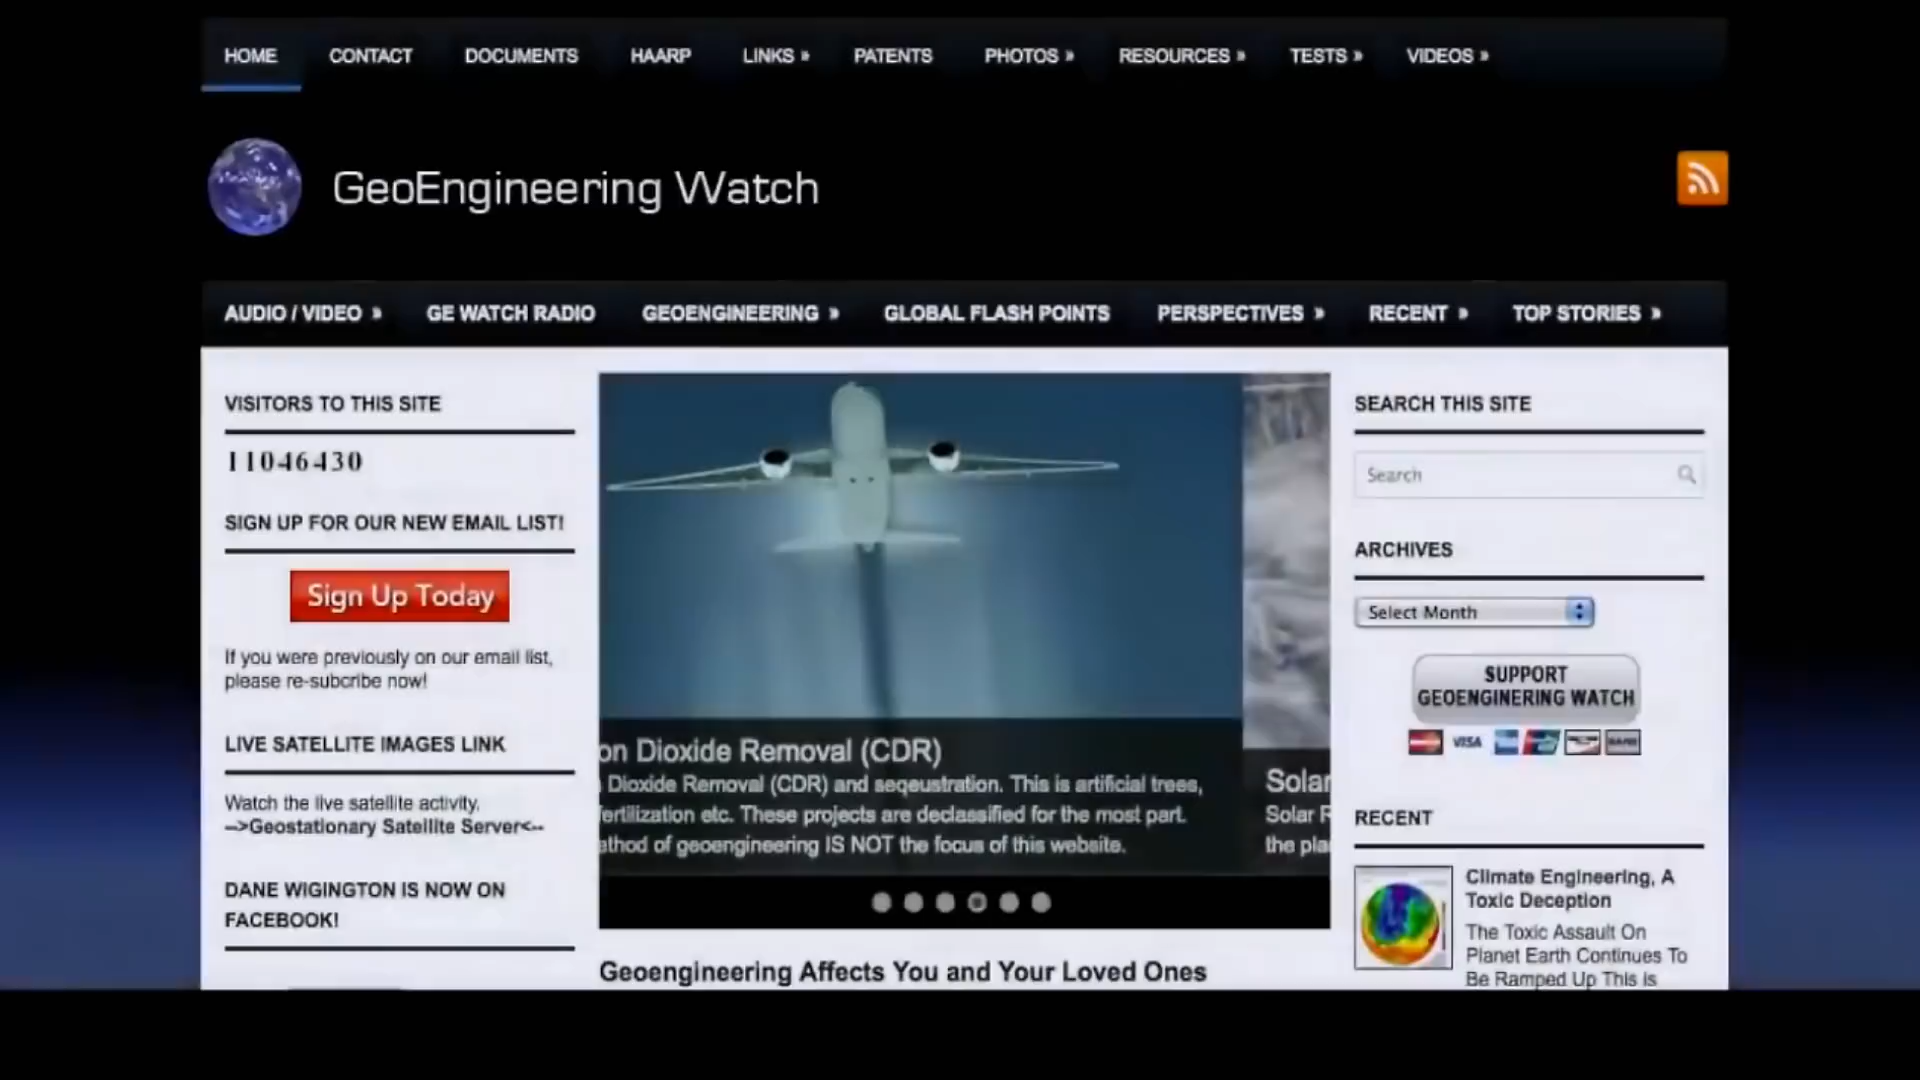 HOME CONTACT DOCUMENTS HAARP LINKS » PATENTS PHOTOS » RESOURCES » TESTS » VIDEOS »
GeoEngineering Watch
AUDIO / VIDEO » GE WATCH RADIO GEOENGINEERING » GLOBAL FLASH POINTS PERSPECTIVES » RECENT » TOP STORIES »
VISITORS TO THIS SITE
11046430
SIGN UP FOR OUR NEW EMAIL LIST!
Sign Up Today
If you were previously on our email list,
please re-subcribe now!
LIVE SATELLITE IMAGES LINK
Watch the live satellite activity.
-->Geostationary Satellite Server<--
DANE WIGINGTON IS NOW ON
FACEBOOK!
on Dioxide Removal (CDR)
Dioxide Removal (CDR) and seqeustration. This is artificial trees,
ertilization etc. These projects are declassified for the most part.
ethod of geoengineering IS NOT the focus of this website.
Solar
Solar R
the pla
Geoengineering Affects You and Your Loved Ones
SEARCH THIS SITE
Search
ARCHIVES
Select Month
SUPPORT
GEOENGINERING WATCH
VISA
RECENT
Climate Engineering, A
Toxic Deception
The Toxic Assault On
Planet Earth Continues To
Be Ramped Up This is